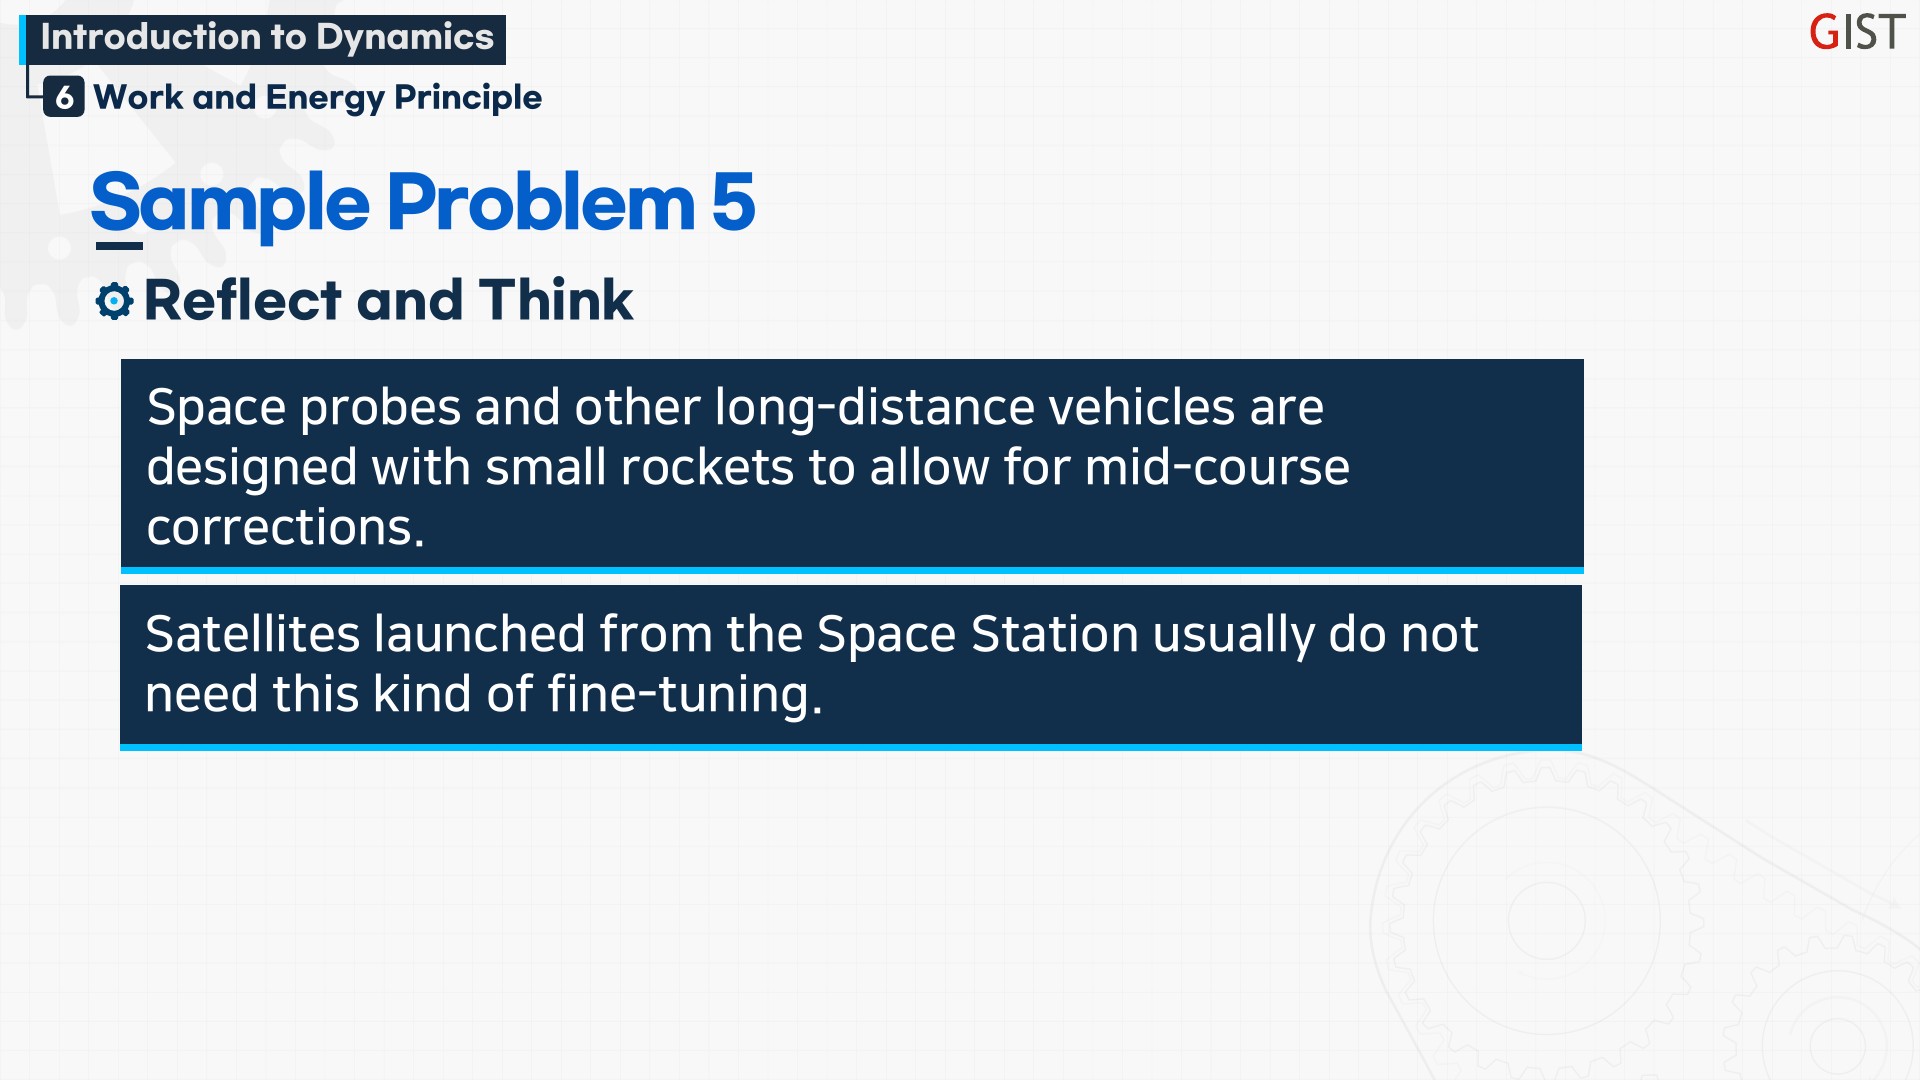 Introduction to Dynamics
GIST
6 Work and Energy Principle
Sample Problem 5
Reflect and Think
Space probes and other long-distance vehicles are
designed with small rockets to allow for mid-course
corrections.
Satellites launched from the Space Station usually do not
need this kind of fine-tuning.